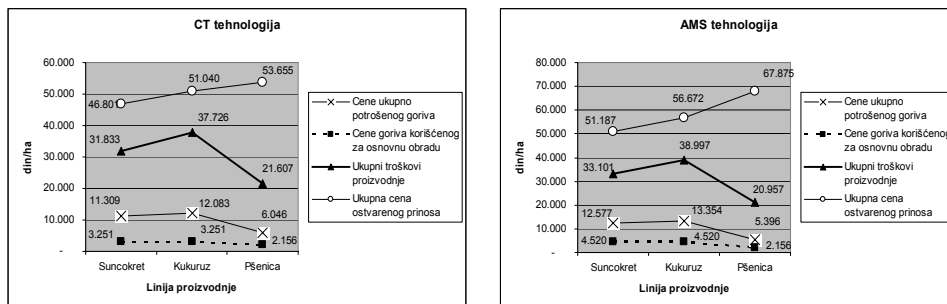 CT tehnologija
60.000
50.000
40.000
30.000
20.000
10.000
-
din/ha
46.801
51.040
53.655
31.833
37.726
21.607
11.309
12.083
6.046
3.251
3.251
2.156
Suncokret
Kukuruz
Pšenica
Linija proizvodnje
Cene ukupno
potrošenog goriva
Cene goriva korišćenog
za osnovnu obradu
Ukupni troškovi
proizvodnje
Ukupna cena
ostvarenog prinosa
AMS tehnologija
80.000
70.000
60.000
50.000
40.000
30.000
20.000
10.000
-
din/ha
51.187
56.672
67.875
33.101
38.997
20.957
12.577
13.354
5.396
4.520
4.520
2.156
Suncokret
Kukuruz
Pšenica
Linija proizvodnje
Cene ukupno
potrošenog goriva
Cene goriva korišćenog
za osnovnu obradu
Ukupni troškovi
proizvodnje
Ukupna cena
ostvarenog prinosa